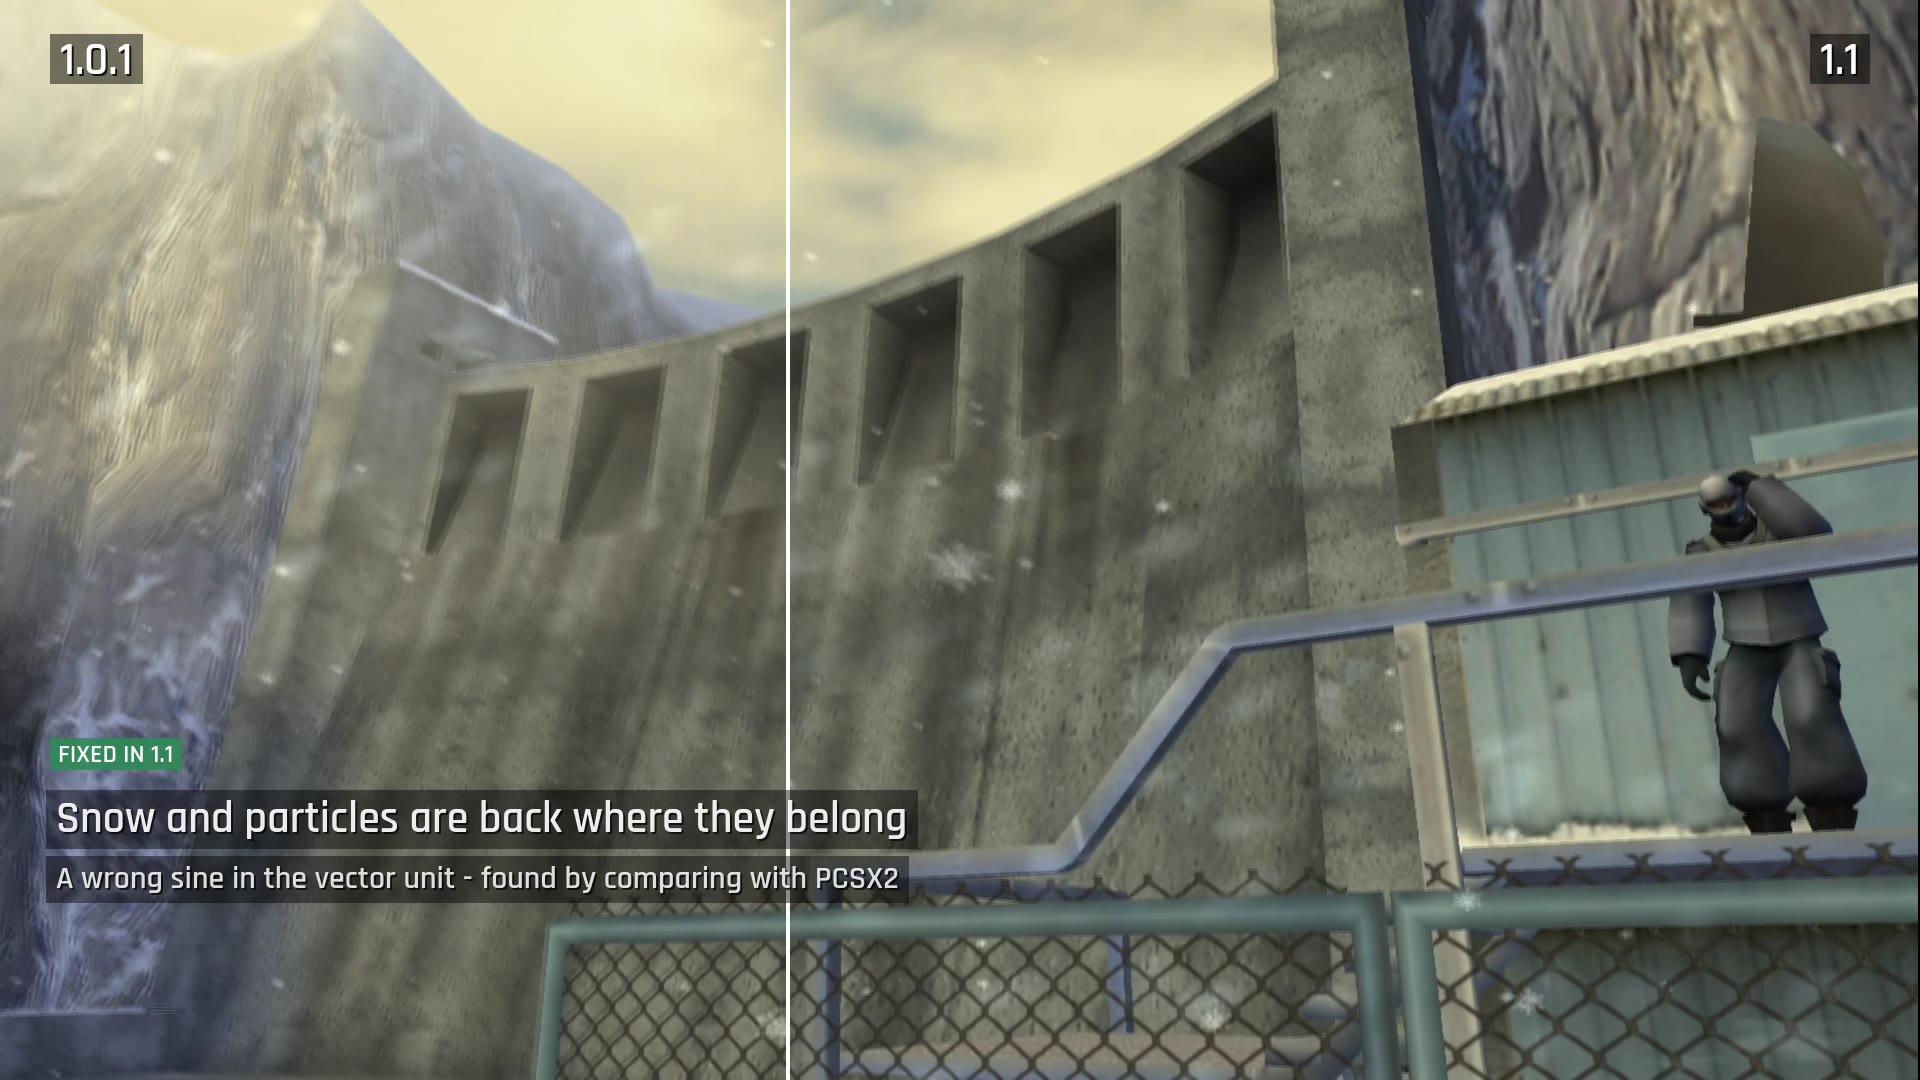 1.0.1
1.1
FIXED IN 1.1
Snow and particles are back where they belong
A wrong sine in the vector unit - found by comparing with PCSX2